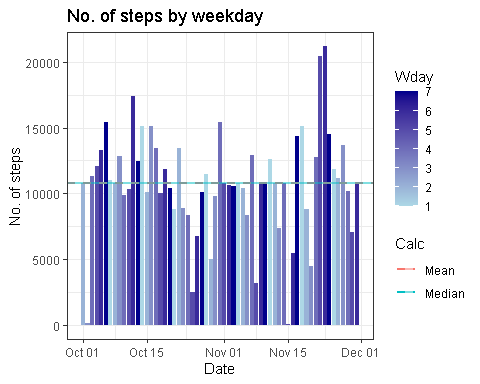 No. of steps by weekday
20000
15000
10000
5000
0
No. of steps
Oct 01
Oct 15
Nov 01
Nov 15
Dec 01
Date
Wday
7
6
5
4
3
2
1
Calc
Mean
Median